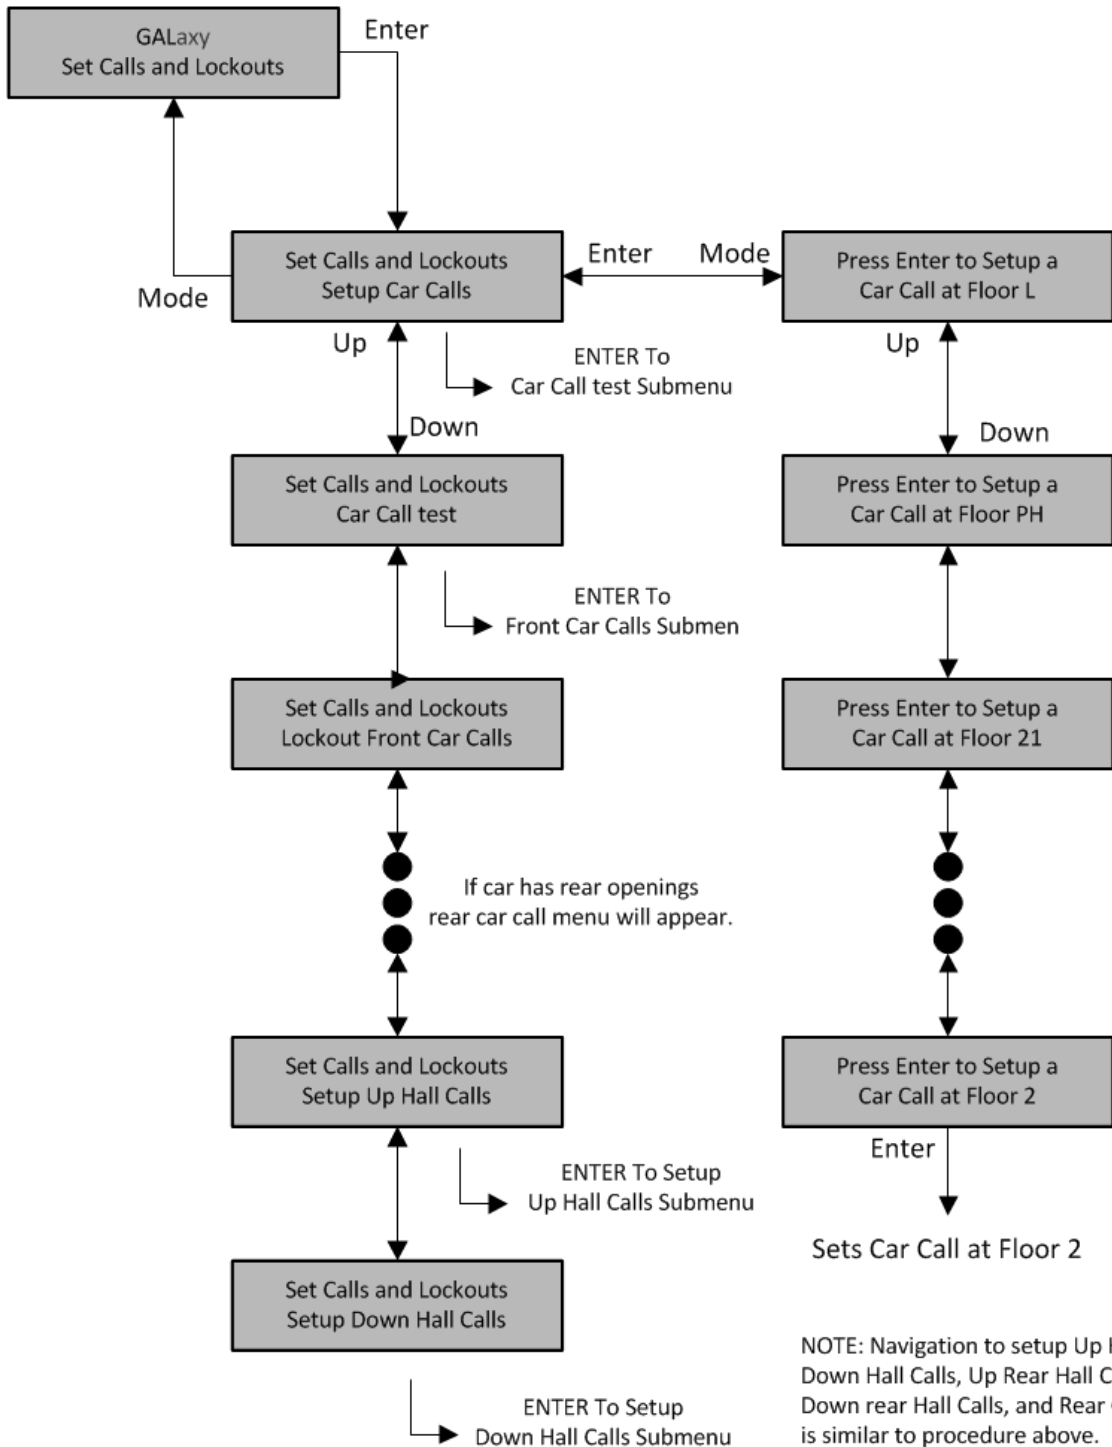 GALaxy
Set Calls and Lockouts
Enter
Set Calls and Lockouts
Setup Car Calls
Enter
Mode
Press Enter to Setup a
Car Call at Floor L
Mode
Up
ENTER To
Car Call test Submenu
Up
Down
Down
Set Calls and Lockouts
Car Call test
Press Enter to Setup a
Car Call at Floor PH
ENTER To
Front Car Calls Submen
Set Calls and Lockouts
Lockout Front Car Calls
Press Enter to Setup a
Car Call at Floor 21
If car has rear openings
rear car call menu will appear.
Set Calls and Lockouts
Setup Up Hall Calls
Press Enter to Setup a
Car Call at Floor 2
Enter
ENTER To Setup
Up Hall Calls Submenu
Sets Car Call at Floor 2
Set Calls and Lockouts
Setup Down Hall Calls
NOTE: Navigation to setup Up
Down Hall Calls, Up Rear Hall
Down rear Hall Calls, and Rear
is similar to procedure above.
ENTER To Setup
Down Hall Calls Submenu